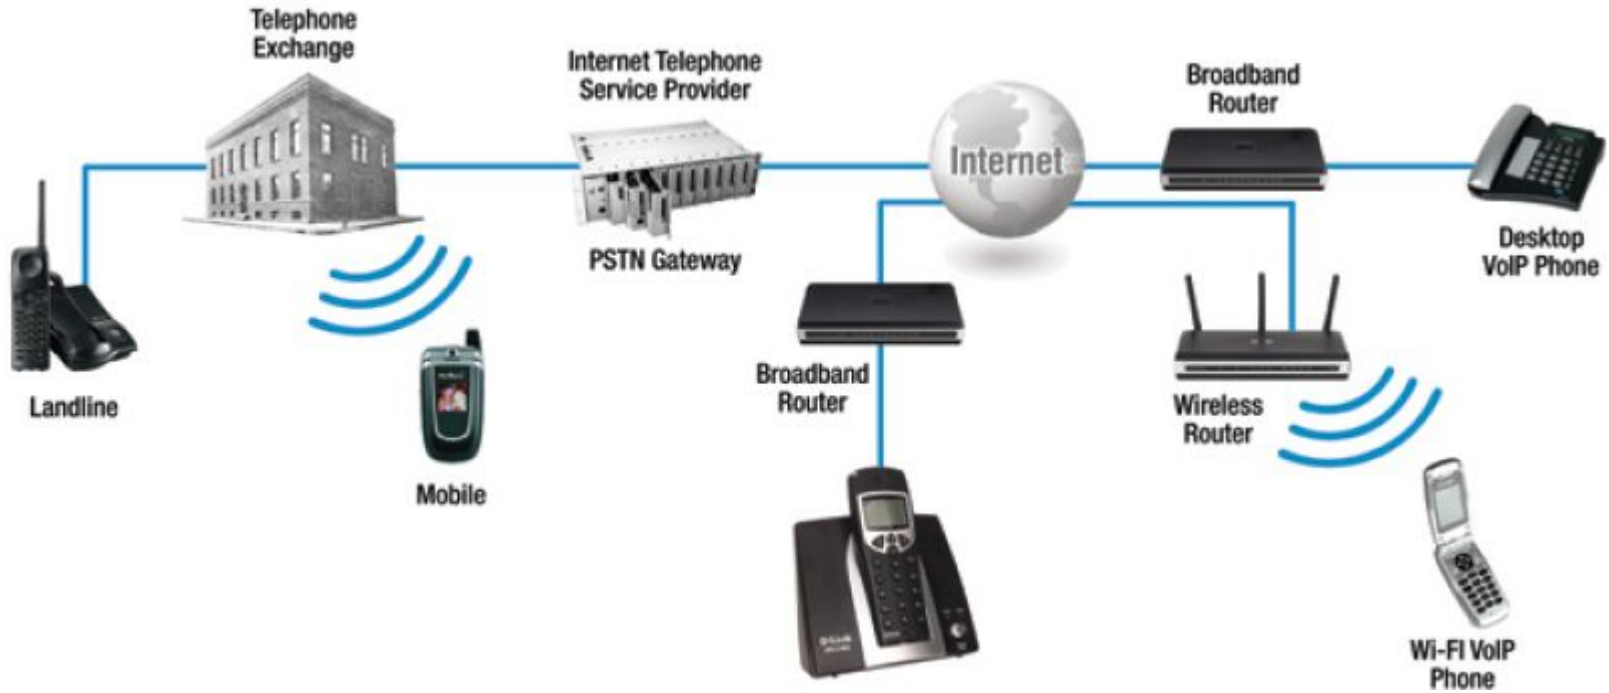 Telephone
Exchange
Internet Telephone
Service Provider
PSTN Gateway
Internet
Broadband
Router
Desktop
VoIP Phone
Landline
Mobile
Broadband
Router
Wireless
Router
Wi-FI VoIP
Phone
D-Link